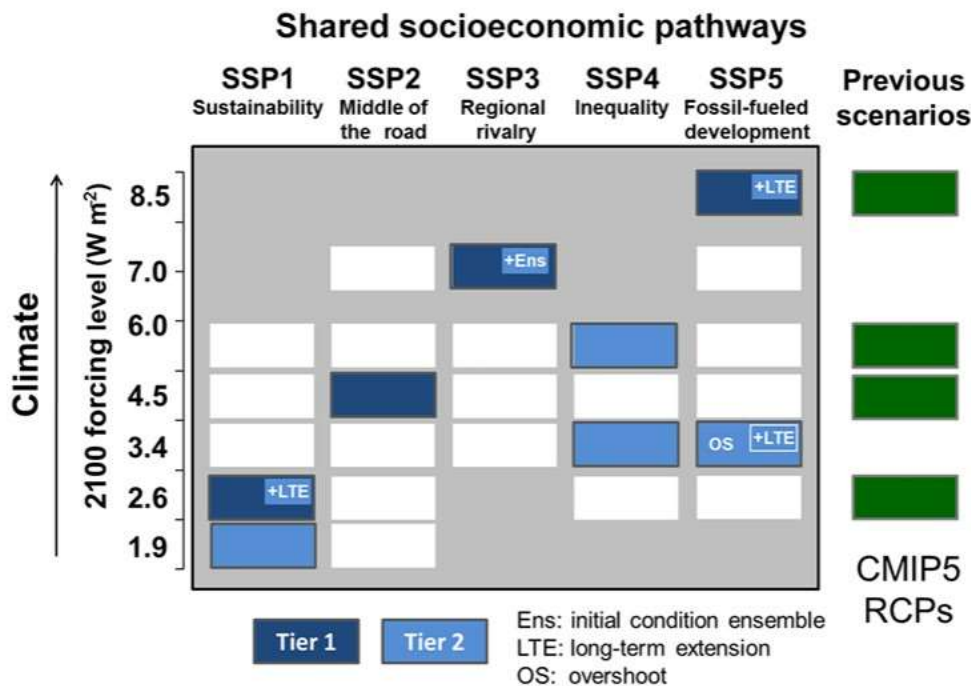 Shared socioeconomic pathways
SSP1 SSP2 SSP3 SSP4 SSP5 Previous
Sustainability Middle of Regional Inequality Fossil-fueled scenarios
the road rivalry development
8.5 +LTE
7.0 +Ens
6.0
4.5
3.4 OS +LTE
2.6 +LTE
1.9
Climate
2100 forcing level (W m⁻²)
CMIP5
RCPs
Tier 1 Tier 2
Ens: initial condition ensemble
LTE: long-term extension
OS: overshoot